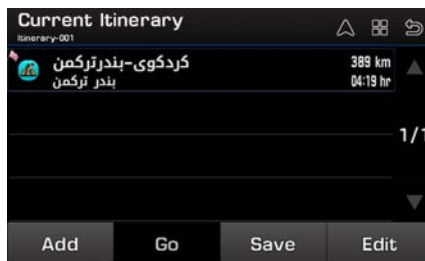 Current Itinerary
Itinerary-001
کردکوی-بندرترکمن
389 km
بندر ترکمن
04:19 hr
1/1
Add
Go
Save
Edit